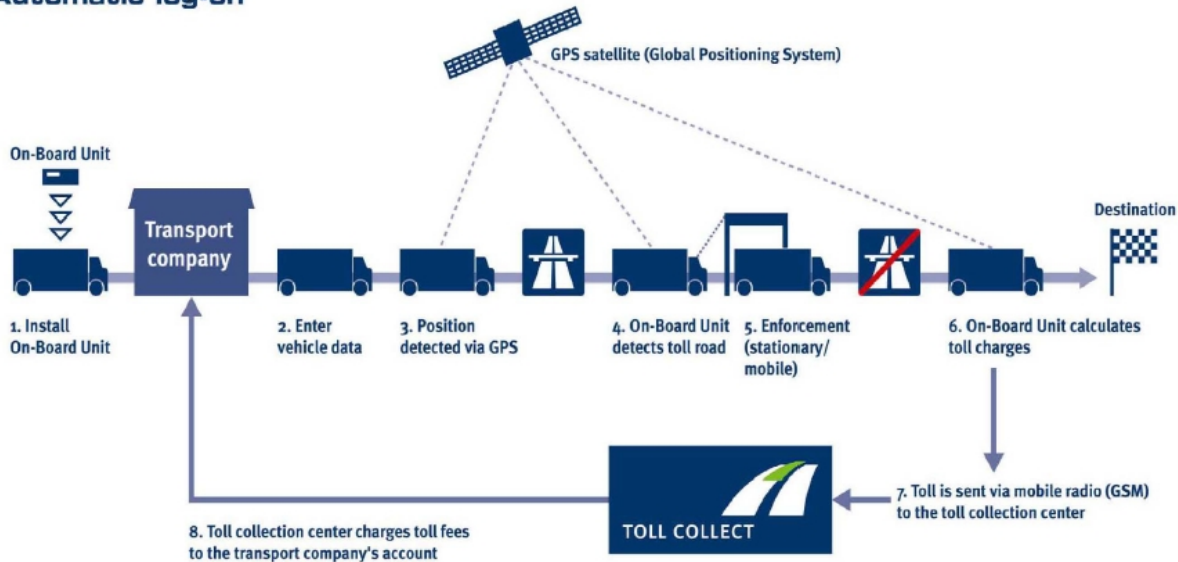 Automatic log-on
GPS satellite (Global Positioning System)
On-Board Unit
Transport
company
Destination
1. Install
On-Board Unit
2. Enter
vehicle data
3. Position
detected via GPS
4. On-Board Unit
detects toll road
5. Enforcement
(stationary/
mobile)
6. On-Board Unit calculates
toll charges
7. Toll is sent via mobile radio (GSM)
to the toll collection center
TOLL COLLECT
8. Toll collection center charges toll fees
to the transport company's account